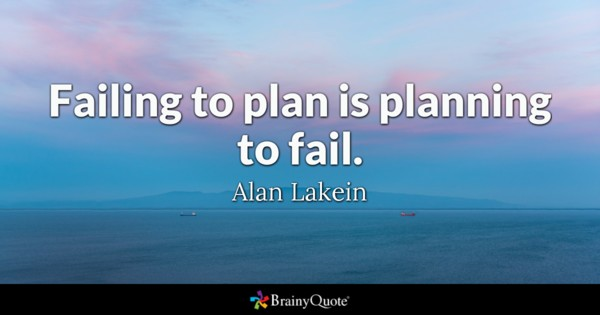 Failing to plan is planning
to fail.
Alan Lakein
BrainyQuote®